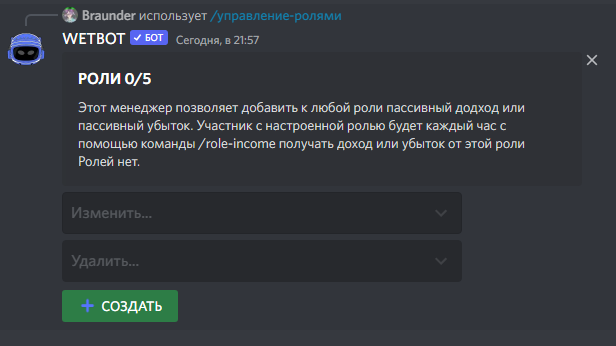 Braunder использует /управление-ролями
WETBOT ✓ БОТ Сегодня, в 21:57
РОЛИ 0/5
Этот менеджер позволяет добавить к любой роли пассивный додход или
пассивный убыток. Участник с настроенной ролью будет каждый час с
помощью команды /role-income получать доход или убыток от этой роли
Ролей нет.
Изменить...
Удалить...
+ СОЗДАТЬ